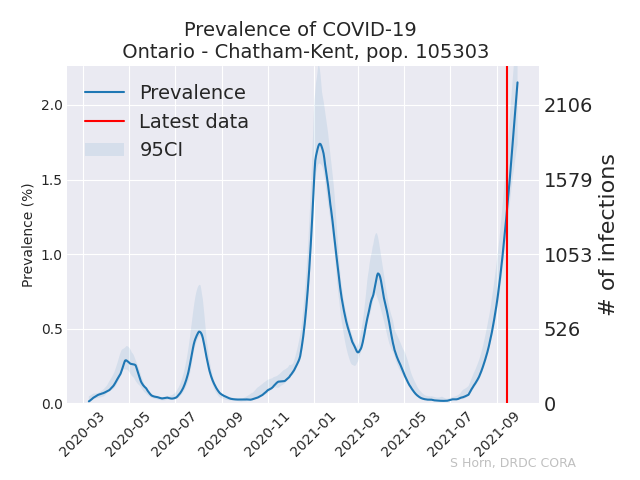 Prevalence of COVID-19
Ontario - Chatham-Kent, pop. 105303
Prevalence
Latest data
95CI
Prevalence (%)
2.0
1.5
1.0
0.5
0.0
2106
1579
1053
526
0
# of infections
2020-03
2020-05
2020-07
2020-09
2020-11
2021-01
2021-03
2021-05
2021-07
2021-09
S Horn, DRDC CORA